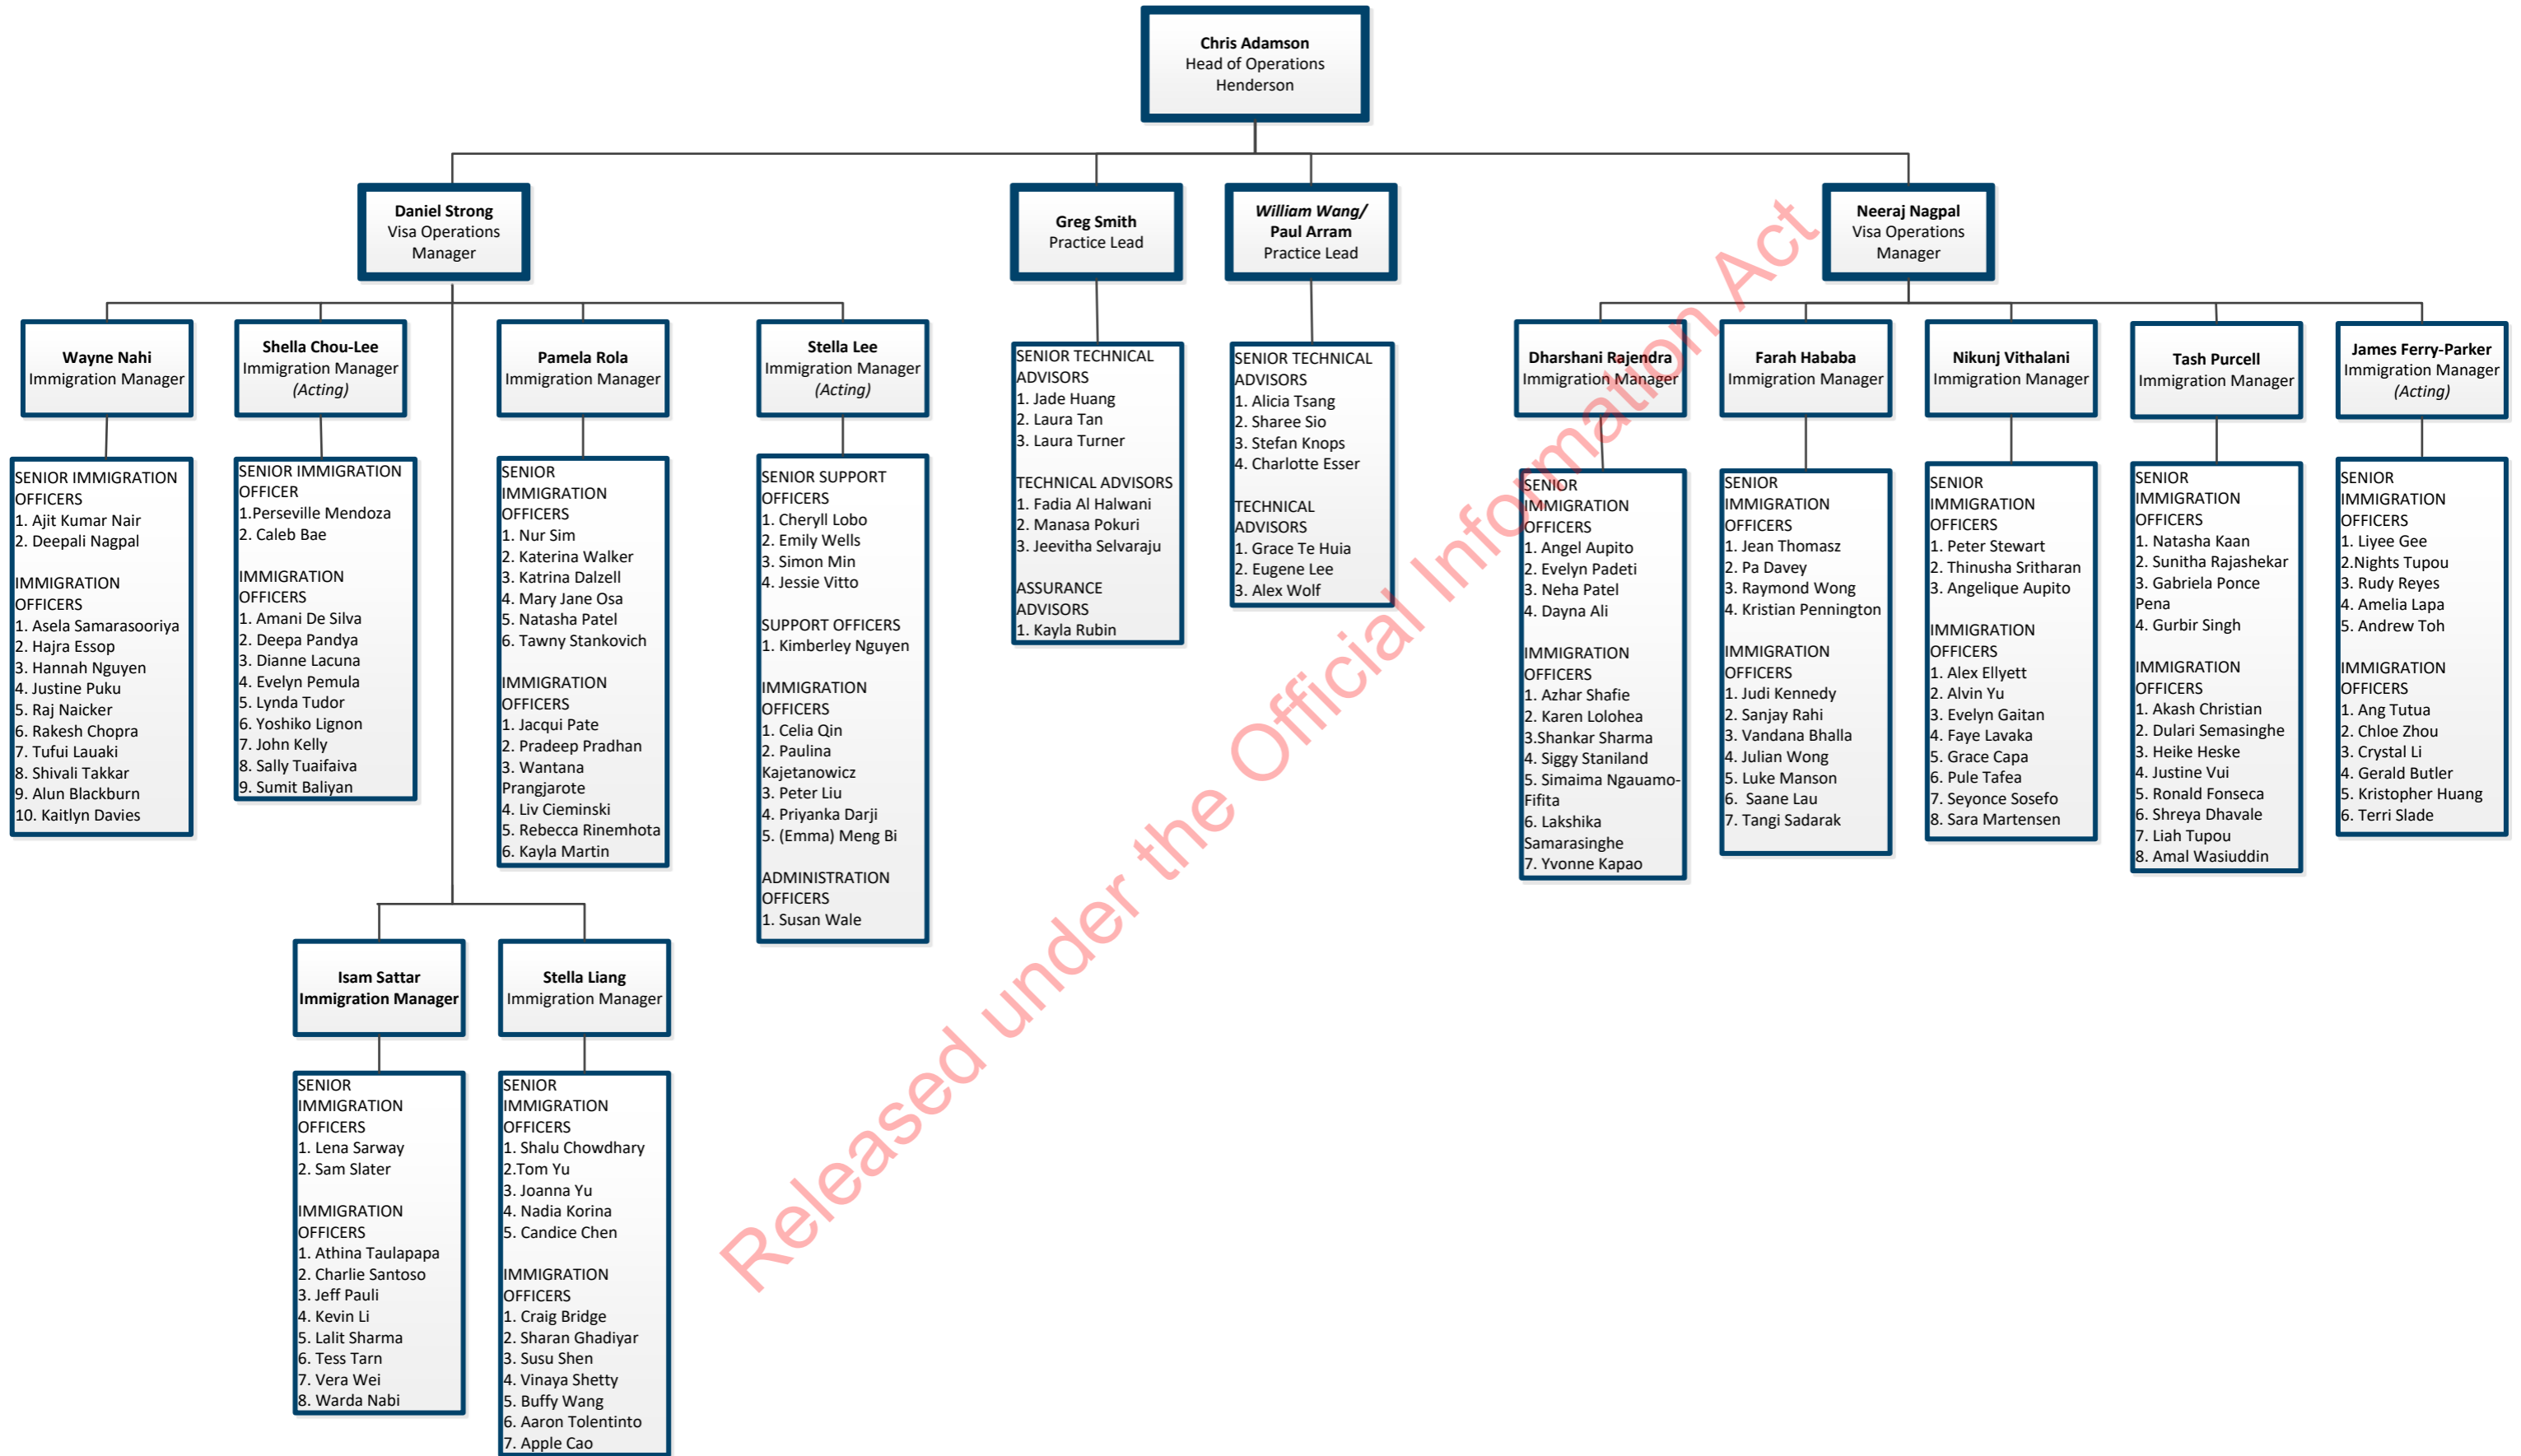 Chris Adamson
Head of Operations
Henderson
Daniel Strong
Visa Operations
Manager
Greg Smith
Practice Lead
William Wang/
Paul Arram
Practice Lead
Neeraj Nagpal
Visa Operations
Manager
Wayne Nahi
Immigration Manager
Shella Chou-Lee
Immigration Manager
(Acting)
Pamela Rola
Immigration Manager
Stella Lee
Immigration Manager
(Acting)
Dharshani Rajendra
Immigration Manager
Farah Hababa
Immigration Manager
Nikunj Vithalani
Immigration Manager
Tash Purcell
Immigration Manager
James Ferry-Parker
Immigration Manager
(Acting)
SENIOR IMMIGRATION
OFFICERS
1. Ajit Kumar Nair
2. Deepali Nagpal
IMMIGRATION
OFFICERS
1. Asela Samarasooriya
2. Hajra Essop
3. Hannah Nguyen
4. Justine Puku
5. Raj Naicker
6. Rakesh Chopra
7. Tufui Lauaki
8. Shivali Takkar
9. Alun Blackburn
10. Kaitlyn Davies
SENIOR IMMIGRATION
OFFICER
1.Perseville Mendoza
2. Caleb Bae
IMMIGRATION
OFFICERS
1. Amani De Silva
2. Deepa Pandya
3. Dianne Lacuna
4. Evelyn Pemula
5. Lynda Tudor
6. Yoshiko Lignon
7. John Kelly
8. Sally Tuaifaiva
9. Sumit Baliyan
SENIOR
IMMIGRATION
OFFICERS
1. Nur Sim
2. Katerina Walker
3. Katrina Dalzell
4. Mary Jane Osa
5. Natasha Patel
6. Tawny Stankovich
IMMIGRATION
OFFICERS
1. Jacqui Pate
2. Pradeep Pradhan
3. Wantana
Prangjarote
4. Liv Cieminski
5. Rebecca Rinemhota
6. Kayla Martin
SENIOR SUPPORT
OFFICERS
1. Cheryll Lobo
2. Emily Wells
3. Simon Min
4. Jessie Vitto
SUPPORT OFFICERS
1. Kimberley Nguyen
IMMIGRATION
OFFICERS
1. Celia Qin
2. Paulina
Kajetanowicz
3. Peter Liu
4. Priyanka Darji
5. (Emma) Meng Bi
ADMINISTRATION
OFFICERS
1. Susan Wale
SENIOR TECHNICAL
ADVISORS
1. Jade Huang
2. Laura Tan
3. Laura Turner
TECHNICAL ADVISORS
1. Fadia Al Halwani
2. Manasa Pokuri
3. Jeevitha Selvaraju
ASSURANCE
ADVISORS
1. Kayla Rubin
SENIOR TECHNICAL
ADVISORS
1. Alicia Tsang
2. Sharee Sio
3. Stefan Knops
4. Charlotte Esser
TECHNICAL
ADVISORS
1. Grace Te Huia
2. Eugene Lee
3. Alex Wolf
SENIOR
IMMIGRATION
OFFICERS
1. Angel Aupito
2. Evelyn Padeti
3. Neha Patel
4. Dayna Ali
IMMIGRATION
OFFICERS
1. Azhar Shafie
2. Karen Lolohea
3.Shankar Sharma
4. Siggy Staniland
5. Simaima Ngauamo-
Fifita
6. Lakshika
Samarasinghe
7. Yvonne Kapao
SENIOR
IMMIGRATION
OFFICERS
1. Jean Thomasz
2. Pa Davey
3. Raymond Wong
4. Kristian Pennington
IMMIGRATION
OFFICERS
1. Judi Kennedy
2. Sanjay Rahi
3. Vandana Bhalla
4. Julian Wong
5. Luke Manson
6. Saane Lau
7. Tangi Sadarak
SENIOR
IMMIGRATION
OFFICERS
1. Peter Stewart
2. Thinusha Sritharan
3. Angelique Aupito
IMMIGRATION
OFFICERS
1. Alex Ellyett
2. Alvin Yu
3. Evelyn Gaitan
4. Faye Lavaka
5. Grace Capa
6. Pule Tafea
7. Seyonce Sosefo
8. Sara Martensen
SENIOR
IMMIGRATION
OFFICERS
1. Natasha Kaan
2. Sunitha Rajashekar
3. Gabriela Ponce
Pena
4. Gurbir Singh
IMMIGRATION
OFFICERS
1. Akash Christian
2. Dulari Semasinghe
3. Heike Heske
4. Justine Vui
5. Ronald Fonseca
6. Shreya Dhavale
7. Liah Tupou
8. Amal Wasiuddin
SENIOR
IMMIGRATION
OFFICERS
1. Liyee Gee
2.Nights Tupou
3. Rudy Reyes
4. Amelia Lapa
5. Andrew Toh
IMMIGRATION
OFFICERS
1. Ang Tutua
2. Chloe Zhou
3. Crystal Li
4. Gerald Butler
5. Kristopher Huang
6. Terri Slade
Isam Sattar
Immigration Manager
Stella Liang
Immigration Manager
SENIOR
IMMIGRATION
OFFICERS
1. Lena Sarway
2. Sam Slater
IMMIGRATION
OFFICERS
1. Athina Taulapapa
2. Charlie Santoso
3. Jeff Pauli
4. Kevin Li
5. Lalit Sharma
6. Tess Tarn
7. Vera Wei
8. Warda Nabi
SENIOR
IMMIGRATION
OFFICERS
1. Shalu Chowdhary
2.Tom Yu
3. Joanna Yu
4. Nadia Korina
5. Candice Chen
IMMIGRATION
OFFICERS
1. Craig Bridge
2. Sharan Ghadiyar
3. Susu Shen
4. Vinaya Shetty
5. Buffy Wang
6. Aaron Tolentinto
7. Apple Cao
Released under the Official Information Act